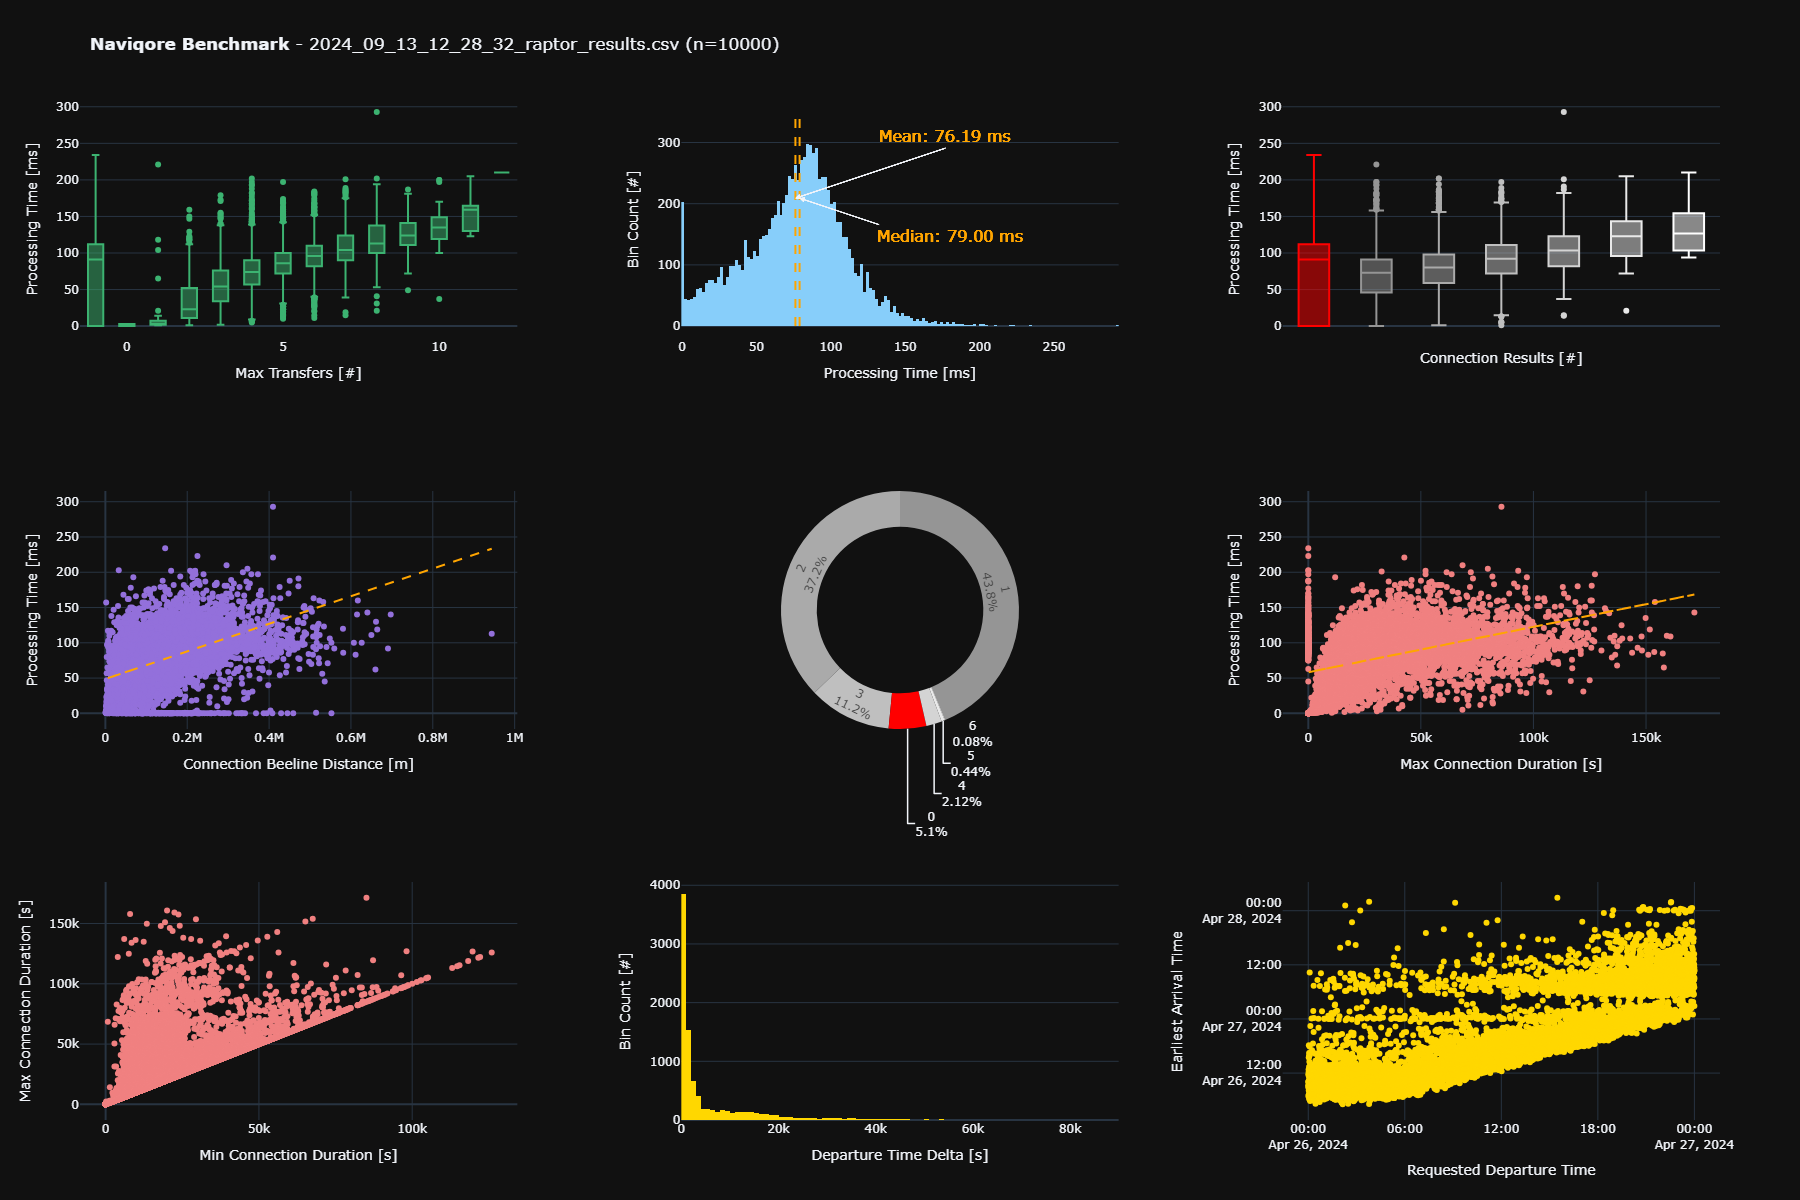 Naviqore Benchmark - 2024_09_13_12_28_32_raptor_results.csv (n=10000)
Processing Time [ms]
300
250
200
150
100
50
0
0
5
10
Max Transfers [#]
Bin Count [#]
300
200
100
0
Mean: 76.19 ms
Median: 79.00 ms
0
50
100
150
200
250
Processing Time [ms]
Processing Time [ms]
300
250
200
150
100
50
0
Connection Results [#]
Processing Time [ms]
300
250
200
150
100
50
0
0
0.2M
0.4M
0.6M
0.8M
1M
Connection Beeline Distance [m]
2
37.2%
1
43.8%
3
11.2%
6
0.08%
5
0.44%
4
2.12%
0
5.1%
Processing Time [ms]
300
250
200
150
100
50
0
0
50k
100k
150k
Max Connection Duration [s]
Max Connection Duration [s]
150k
100k
50k
0
0
50k
100k
Min Connection Duration [s]
Bin Count [#]
4000
3000
2000
1000
0
0
20k
40k
60k
80k
Departure Time Delta [s]
Earliest Arrival Time
00:00
Apr 28, 2024
12:00
00:00
Apr 27, 2024
12:00
Apr 26, 2024
00:00
Apr 26, 2024
06:00
12:00
18:00
00:00
Apr 27, 2024
Requested Departure Time